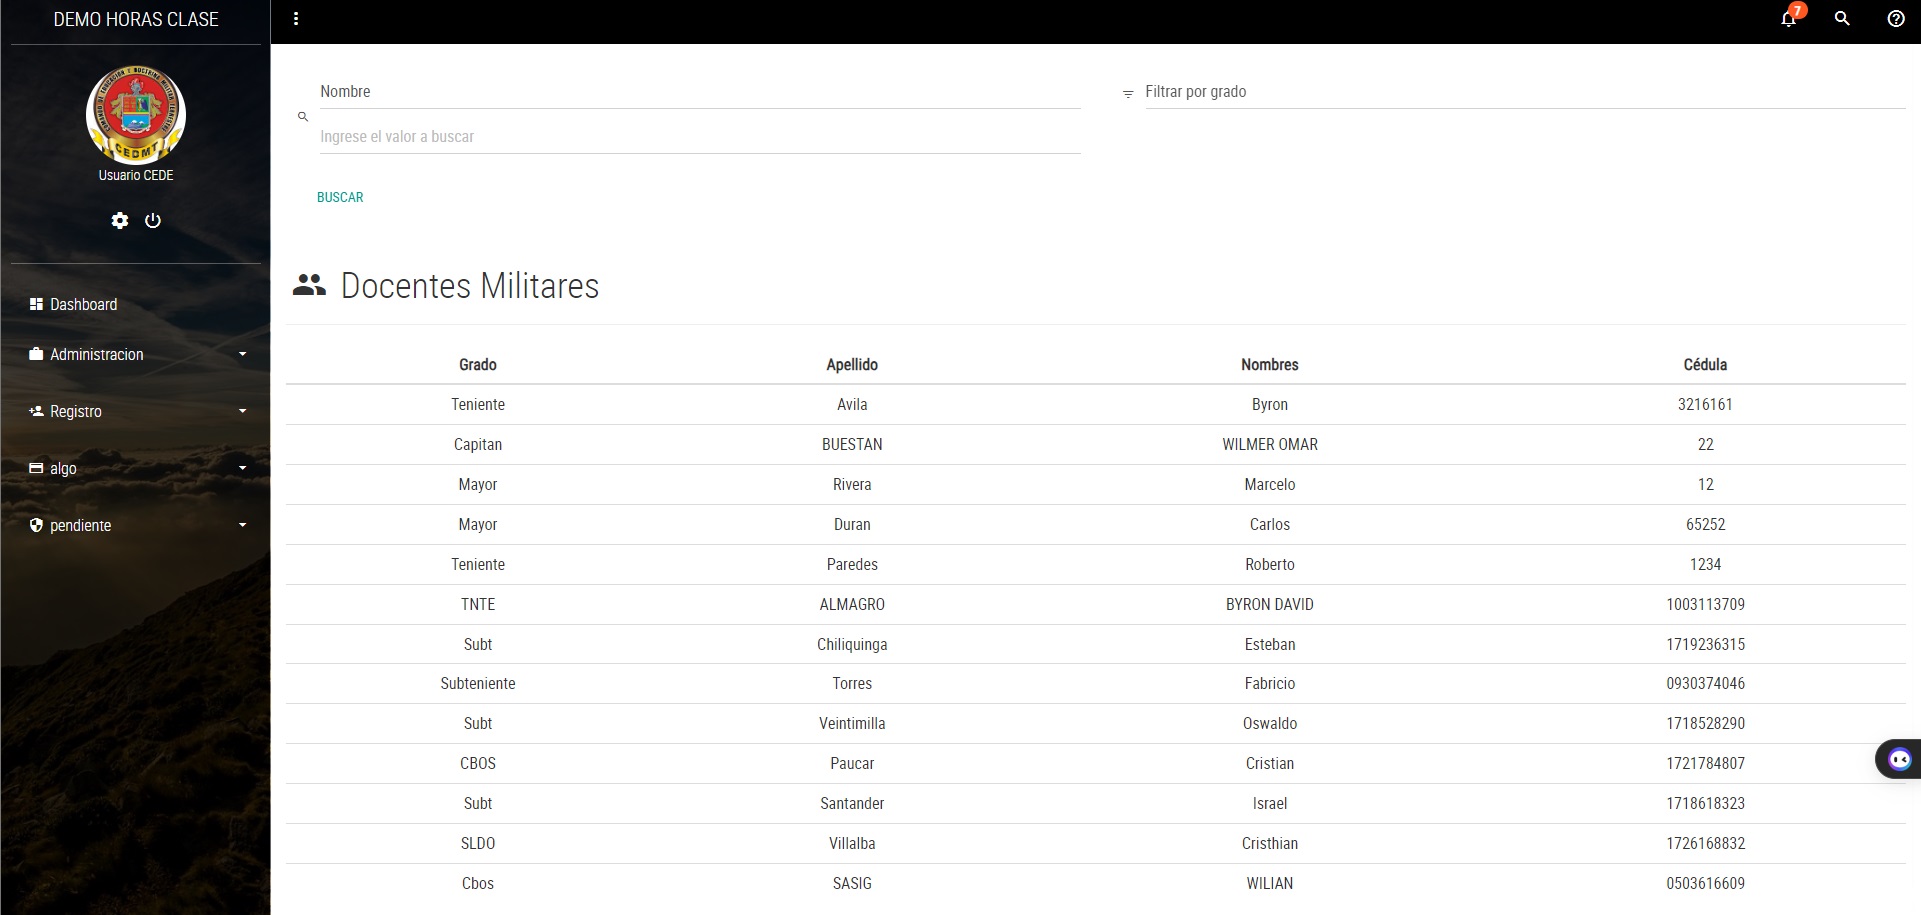 DEMO HORAS CLASE
7
CEDMT
Usuario CEDE
Dashboard
Administracion
Registro
algo
pendiente
Nombre
Filtrar por grado
Ingrese el valor a buscar
BUSCAR
Docentes Militares
Grado Apellido Nombres Cédula
Teniente Avila Byron 3216161
Capitan BUESTAN WILMER OMAR 22
Mayor Rivera Marcelo 12
Mayor Duran Carlos 65252
Teniente Paredes Roberto 1234
TNTE ALMAGRO BYRON DAVID 1003113709
Subt Chiliquinga Esteban 1719236315
Subteniente Torres Fabricio 0930374046
Subt Veintimilla Oswaldo 1718528290
CBOS Paucar Cristian 1721784807
Subt Santander Israel 1718618323
SLDO Villalba Cristhian 1726168832
Cbos SASIG WILIAN 0503616609